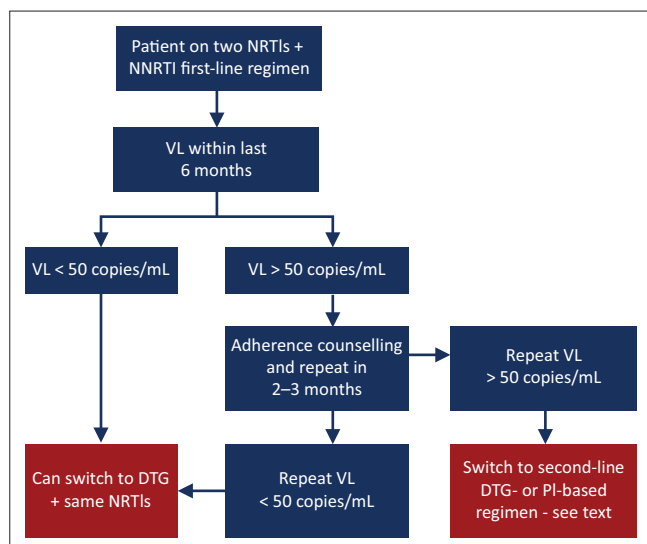 Patient on two NRTIs +
NNRTI first-line regimen
VL within last
6 months
VL < 50 copies/mL
VL > 50 copies/mL
Adherence counselling
and repeat in
2–3 months
Repeat VL
> 50 copies/mL
Can switch to DTG
+ same NRTIs
Repeat VL
< 50 copies/mL
Switch to second-line
DTG- or PI-based
regimen - see text